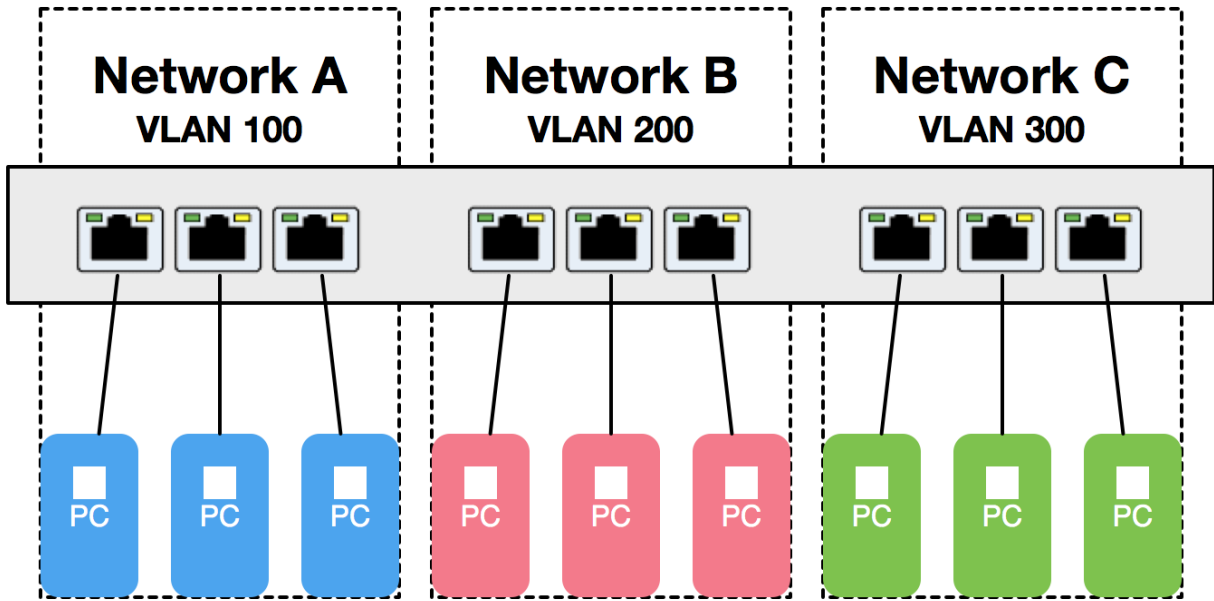 Network A
VLAN 100
Network B
VLAN 200
Network C
VLAN 300
PC
PC
PC
PC
PC
PC
PC
PC
PC